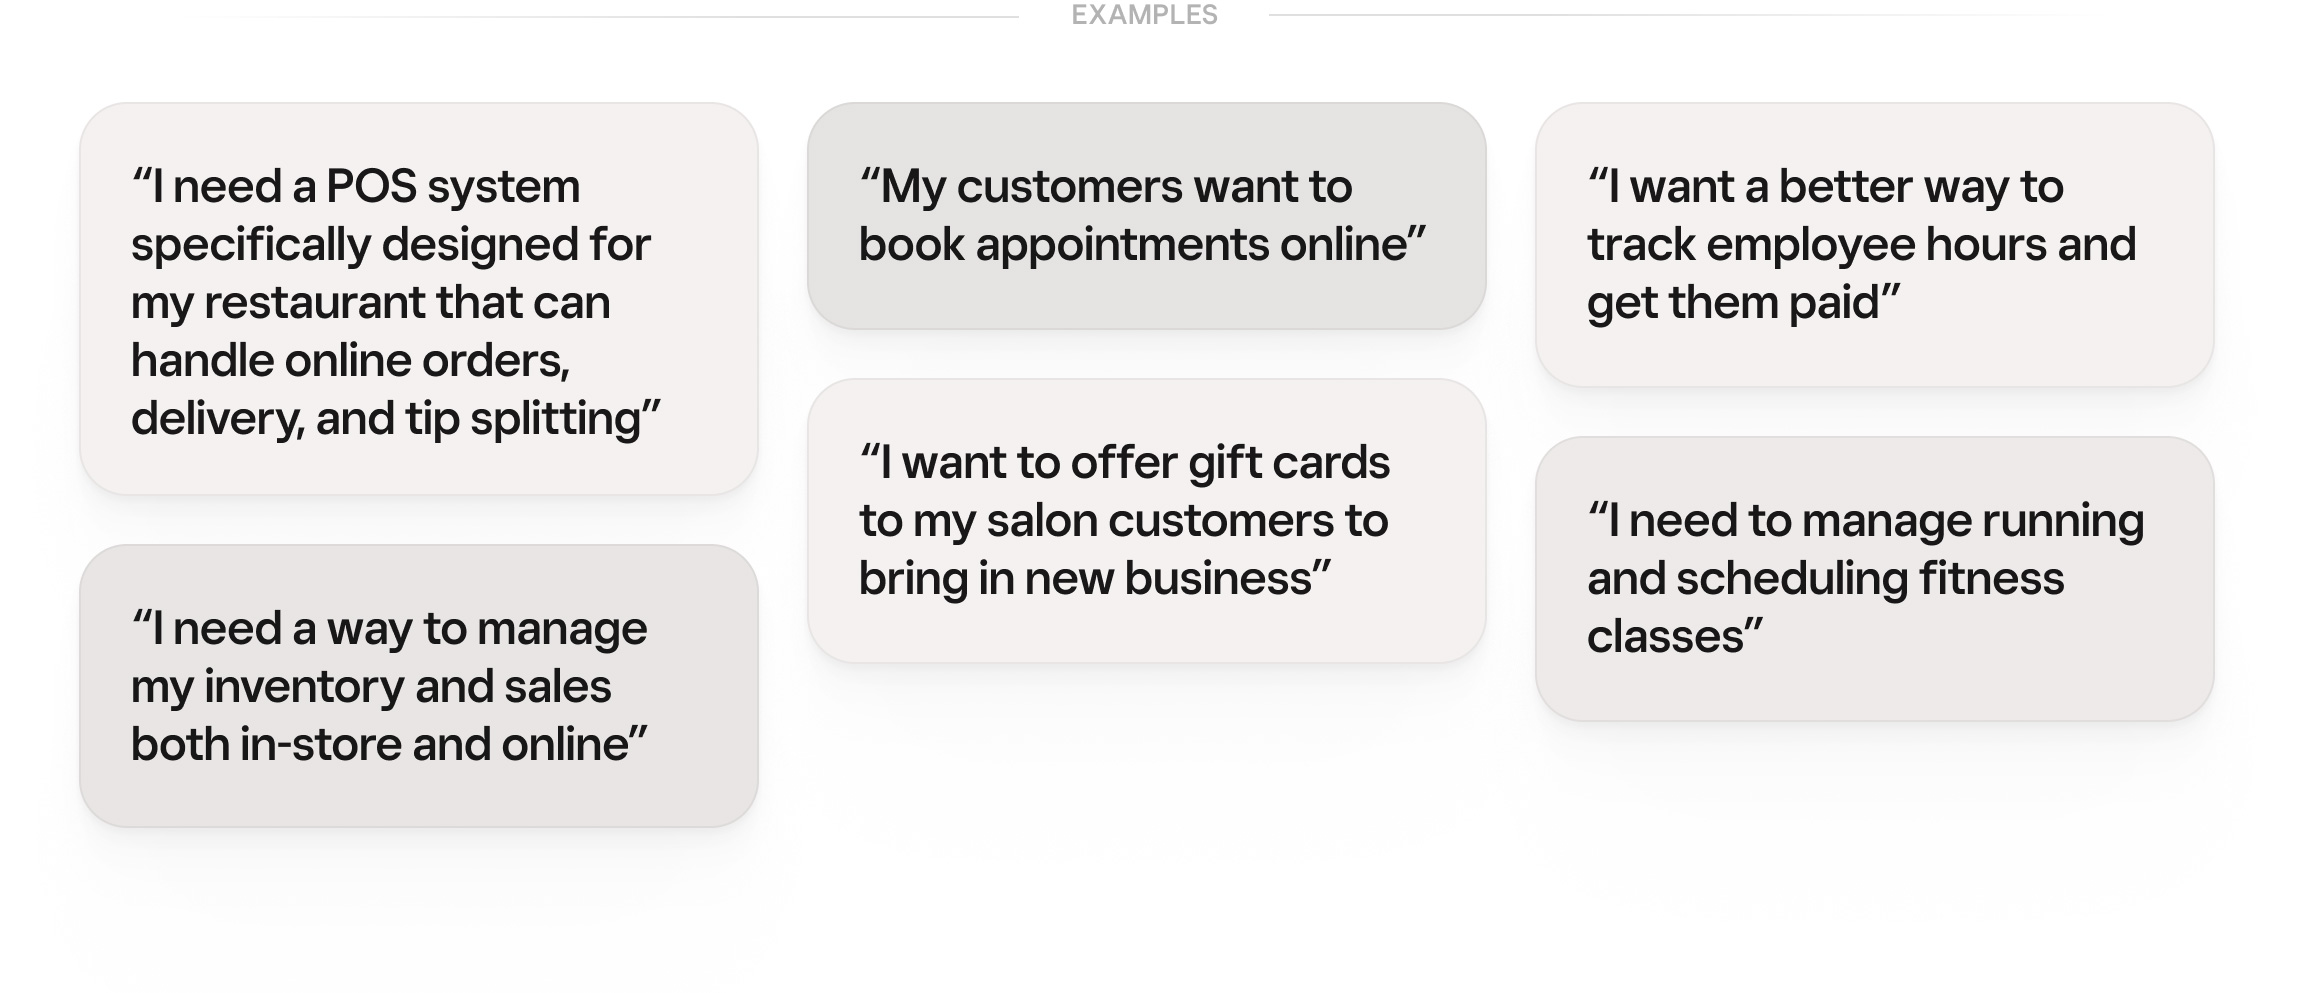 EXAMPLES
“I need a POS system
specifically designed for
my restaurant that can
handle online orders,
delivery, and tip splitting”
“I need a way to manage
my inventory and sales
both in-store and online”
“My customers want to
book appointments online”
“I want to offer gift cards
to my salon customers to
bring in new business”
“I want a better way to
track employee hours and
get them paid”
“I need to manage running
and scheduling fitness
classes”